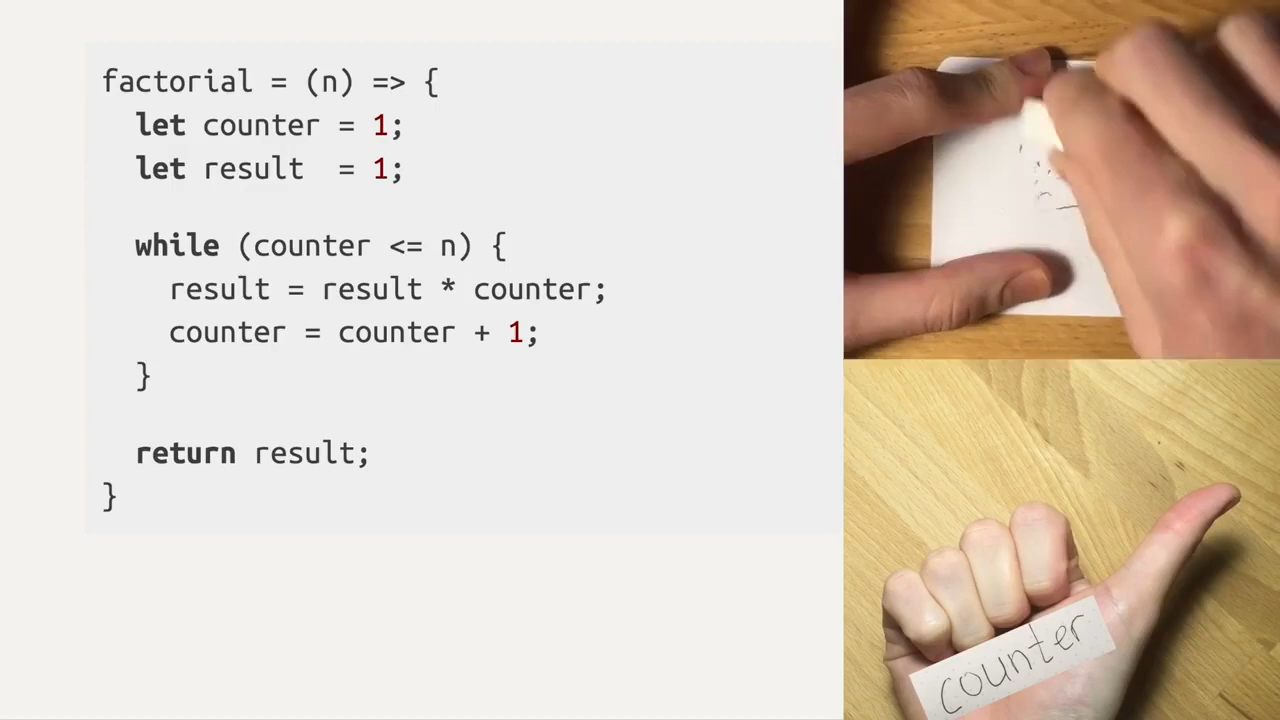 factorial = (n) => {
let counter = 1;
let result = 1;
while (counter <= n) {
result = result * counter;
counter = counter + 1;
}
return result;
}
counter